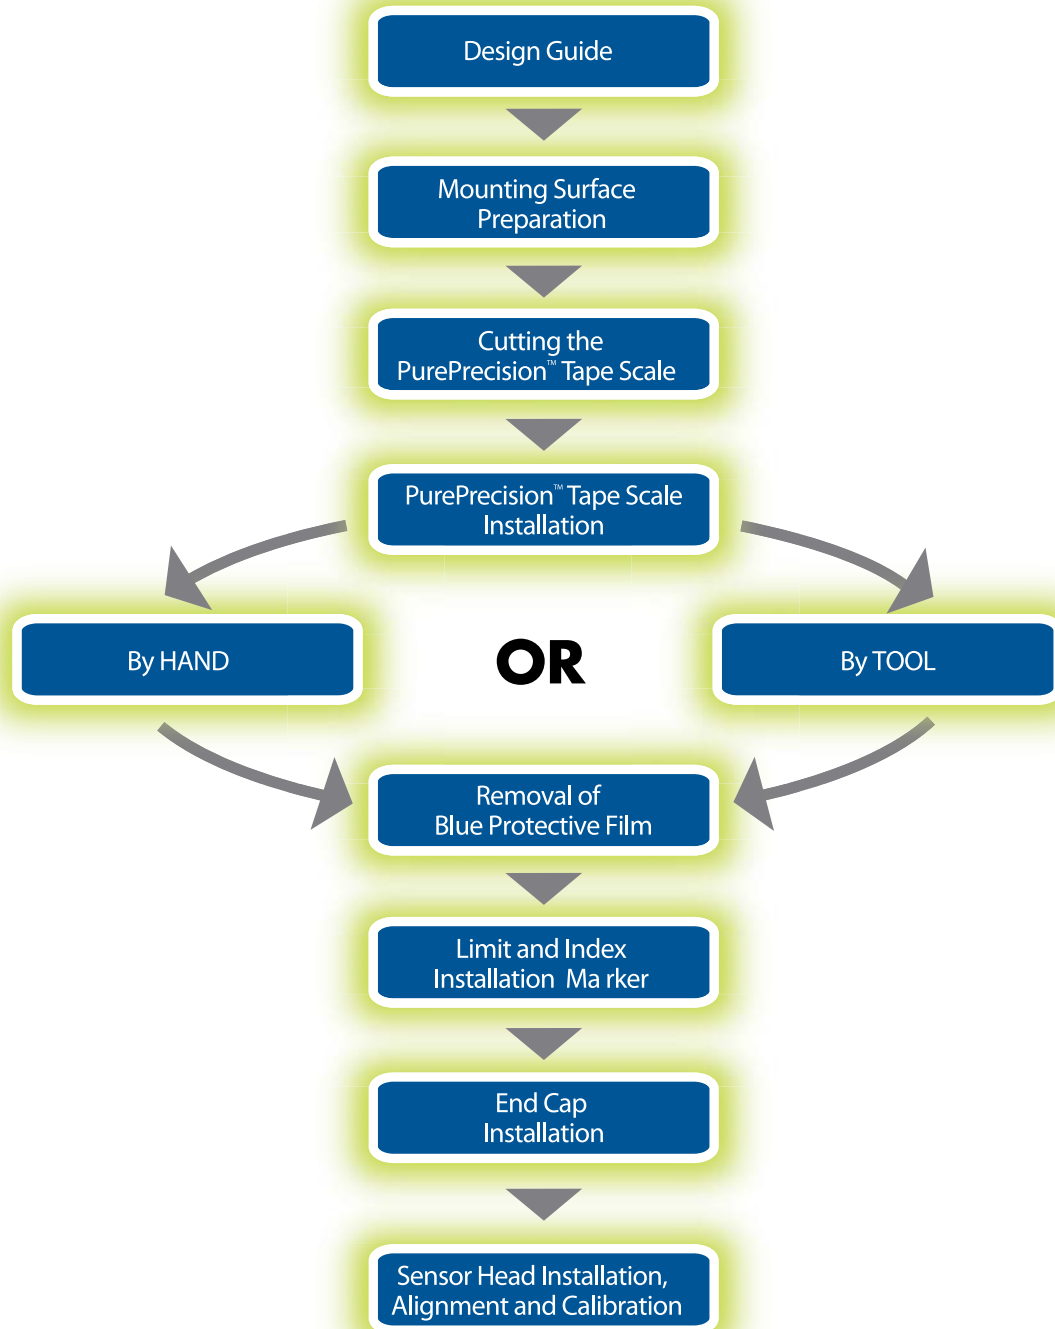 Design Guide
Mounting Surface
Preparation
Cutting the
PurePrecision™ Tape Scale
PurePrecision™ Tape Scale
Installation
By HAND
OR
By TOOL
Removal of
Blue Protective Film
Limit and Index
Installation Ma rker
End Cap
Installation
Sensor Head Installation,
Alignment and Calibration